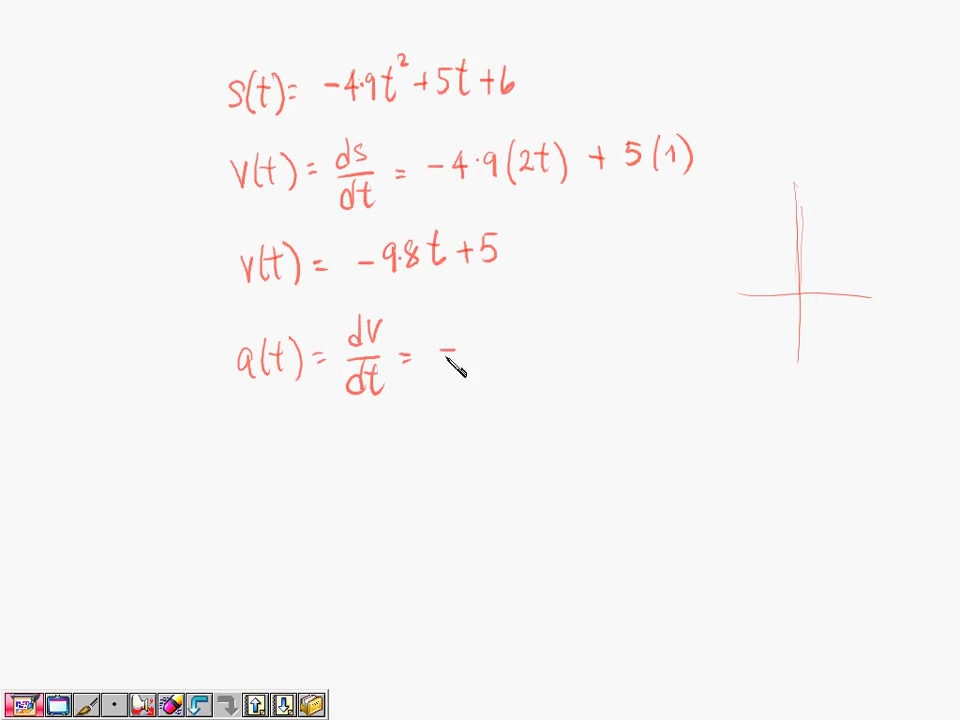 s(t) = -4.9t² + 5t + 6
v(t) = ds/dt = -4.9(2t) + 5(1)
v(t) = -9.8t + 5
a(t) = dv/dt = -